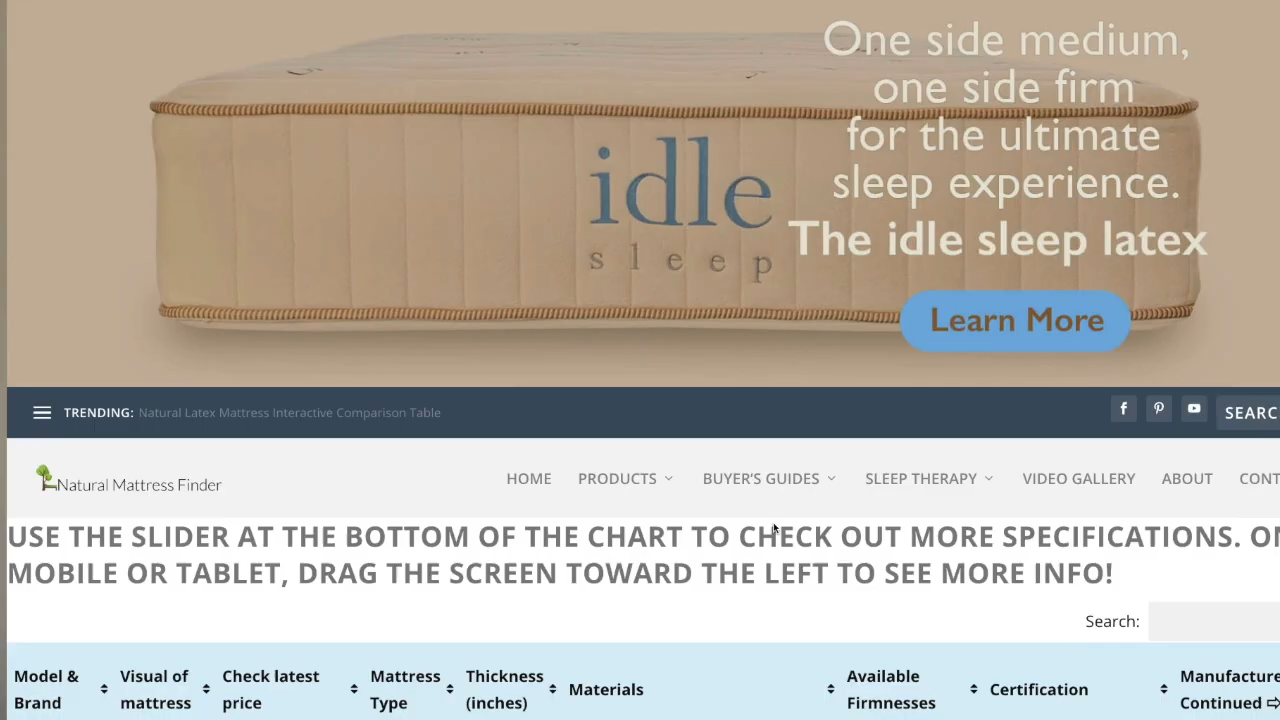 One side medium,
one side firm
for the ultimate
sleep experience.
The idle sleep latex
idle
sleep
Learn More
TRENDING: Natural Latex Mattress Interactive Comparison Table
SEARC
Natural Mattress Finder
HOME PRODUCTS BUYER'S GUIDES SLEEP THERAPY VIDEO GALLERY ABOUT CONT
USE THE SLIDER AT THE BOTTOM OF THE CHART TO CHECK OUT MORE SPECIFICATIONS. ON
MOBILE OR TABLET, DRAG THE SCREEN TOWARD THE LEFT TO SEE MORE INFO!
Search:
Model & Visual of Check latest Mattress Thickness Materials Available Certification Manufacture
Brand mattress price Type (inches) Firmnesses Continued ⇨